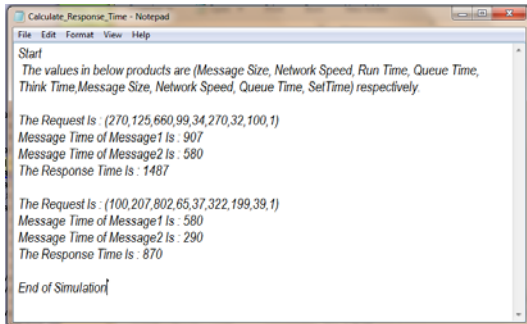 Calculate_Response_Time - Notepad
File Edit Format View Help
Start
The values in below products are (Message Size, Network Speed, Run Time, Queue Time,
Think Time,Message Size, Network Speed, Queue Time, SetTime) respectively.
The Request Is : (270,125,660,99,34,270,32,100,1)
Message Time of Message1 Is : 907
Message Time of Message2 Is : 580
The Response Time Is : 1487
The Request Is : (100,207,802,65,37,322,199,39,1)
Message Time of Message1 Is : 580
Message Time of Message2 Is : 290
The Response Time Is : 870
End of Simulation